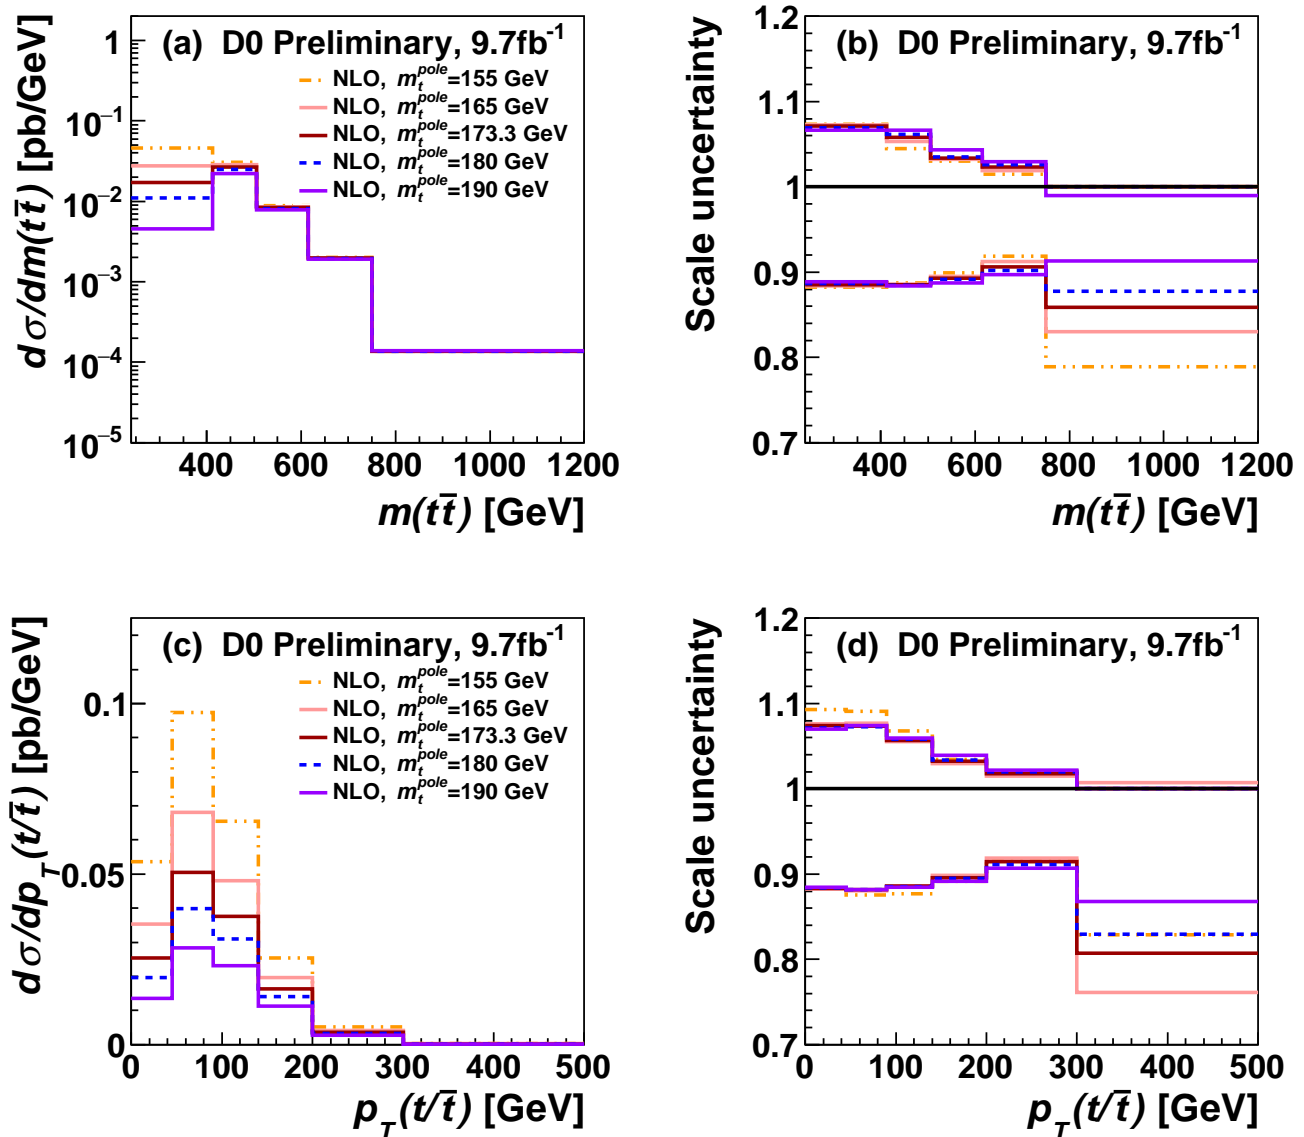 (a) D0 Preliminary, 9.7fb⁻¹
NLO, m_t^pole=155 GeV
NLO, m_t^pole=165 GeV
NLO, m_t^pole=173.3 GeV
NLO, m_t^pole=180 GeV
NLO, m_t^pole=190 GeV
dσ/dm(tt̄) [pb/GeV]
1
10⁻¹
10⁻²
10⁻³
10⁻⁴
10⁻⁵
400 600 800 1000 1200
m(tt̄) [GeV]
(b) D0 Preliminary, 9.7fb⁻¹
Scale uncertainty
1.2
1.1
1
0.9
0.8
0.7
400 600 800 1000 1200
m(tt̄) [GeV]
(c) D0 Preliminary, 9.7fb⁻¹
NLO, m_t^pole=155 GeV
NLO, m_t^pole=165 GeV
NLO, m_t^pole=173.3 GeV
NLO, m_t^pole=180 GeV
NLO, m_t^pole=190 GeV
dσ/dp_T(t/t̄) [pb/GeV]
0.1
0.05
0
0 100 200 300 400 500
p_T(t/t̄) [GeV]
(d) D0 Preliminary, 9.7fb⁻¹
Scale uncertainty
1.2
1.1
1
0.9
0.8
0.7
0 100 200 300 400 500
p_T(t/t̄) [GeV]